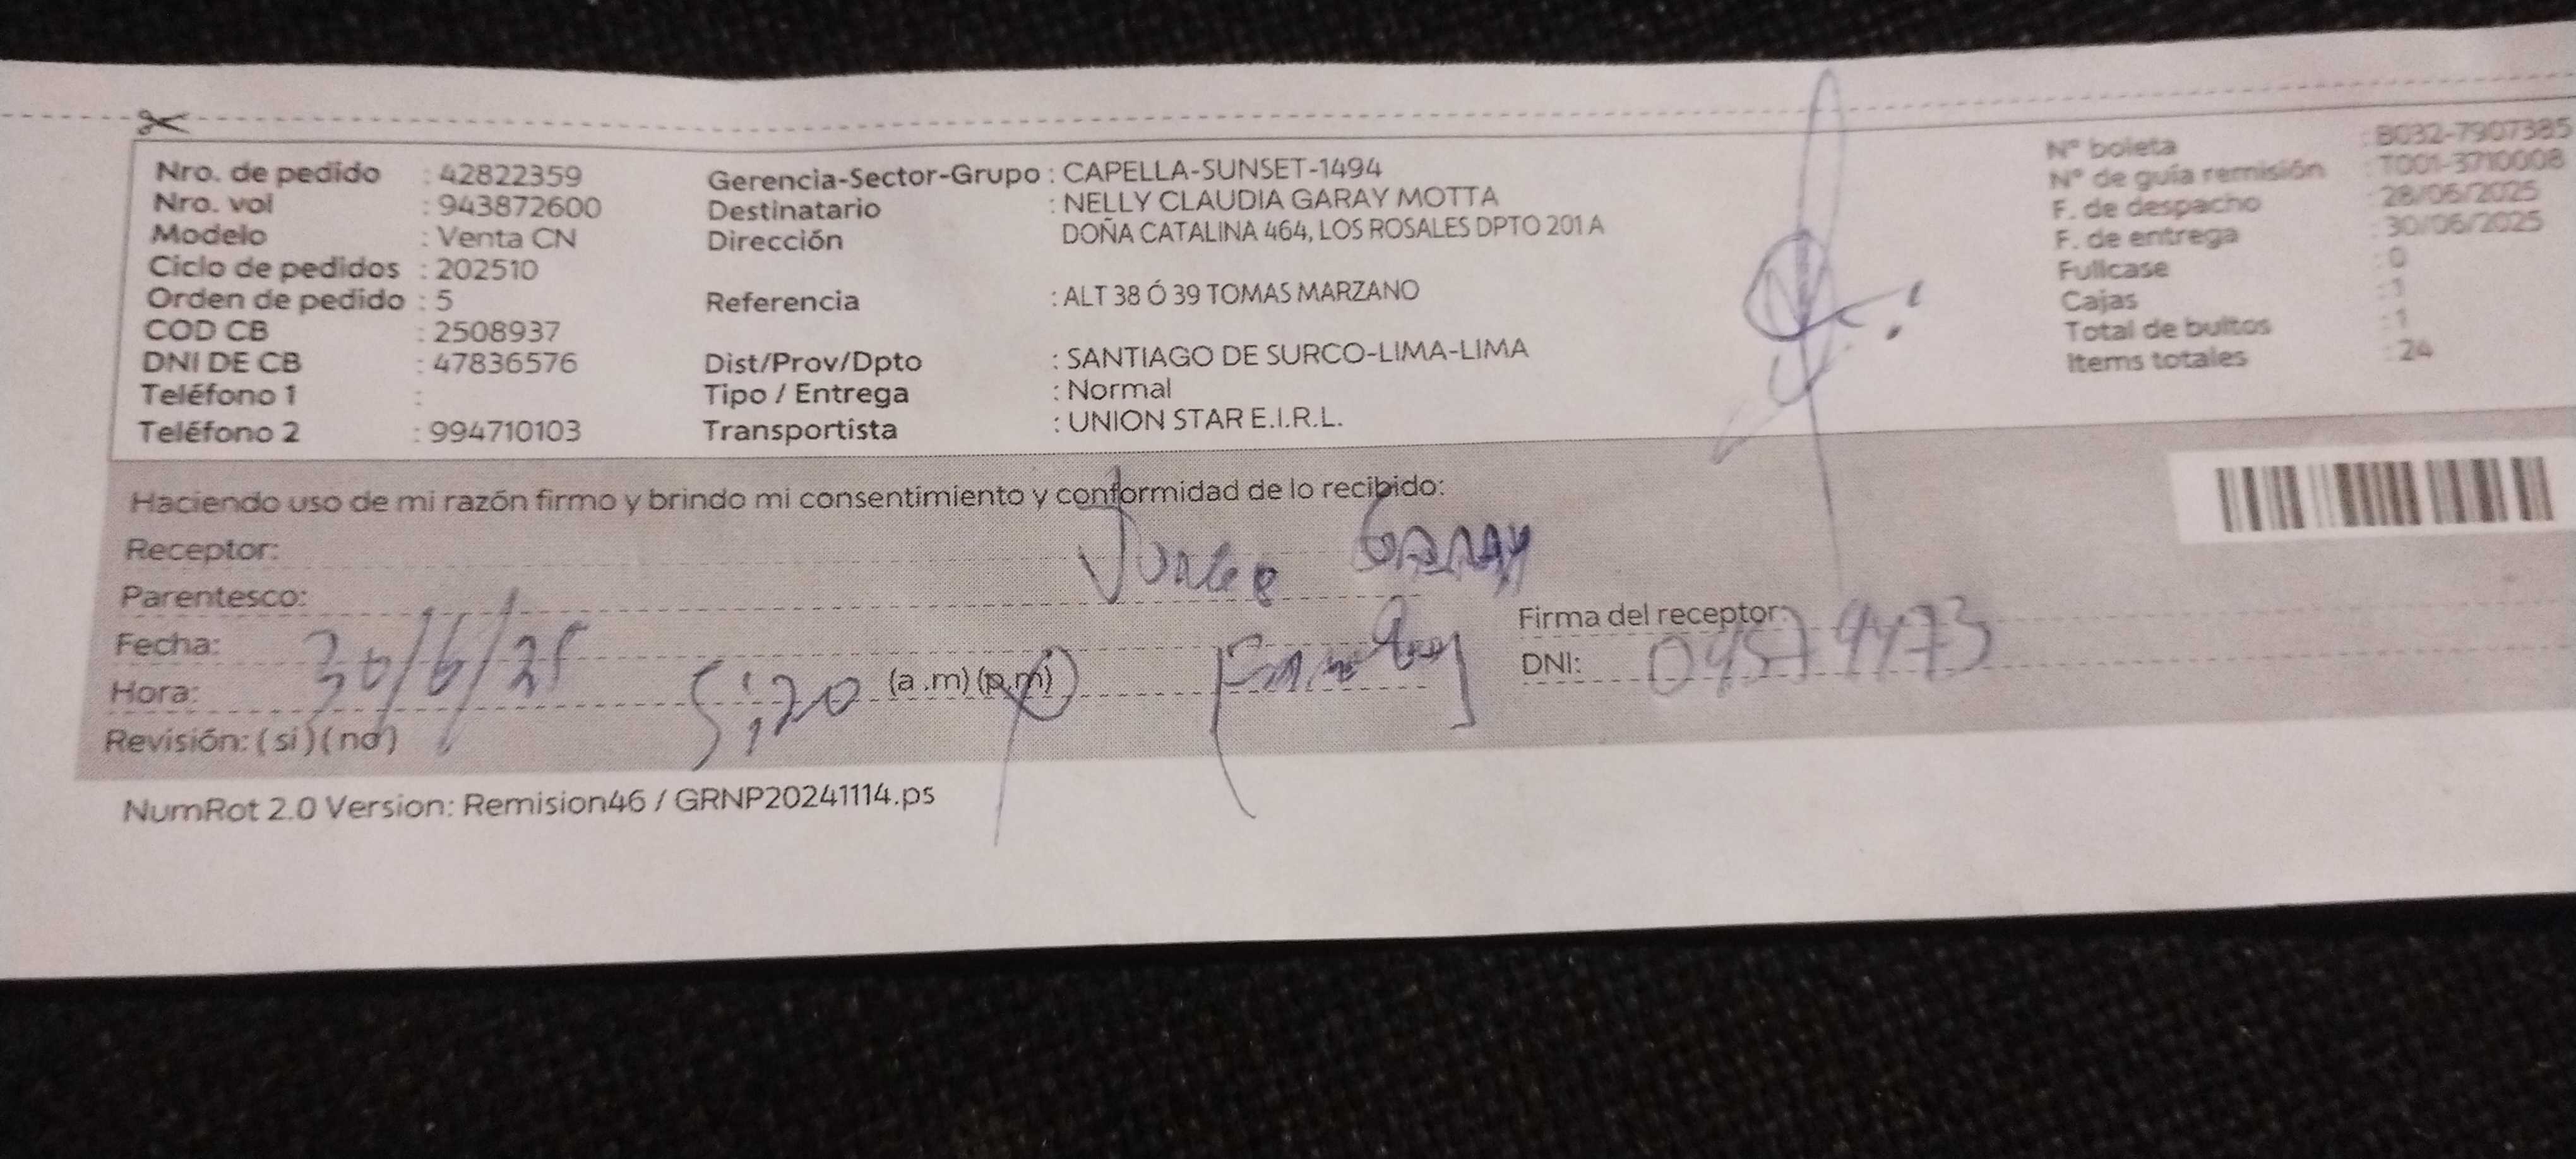 Nro. de pedido : 42822359
Nro. vol : 943872600
Modelo : Venta CN
Ciclo de pedidos : 202510
Orden de pedido : 5
COD CB : 2508937
DNI DE CB : 47836576
Teléfono 1 :
Teléfono 2 : 994710103
Gerencia-Sector-Grupo : CAPELLA-SUNSET-1494
Destinatario : NELLY CLAUDIA GARAY MOTTA
Dirección DOÑA CATALINA 464, LOS ROSALES DPTO 201 A
Referencia : ALT 38 Ó 39 TOMAS MARZANO
Dist/Prov/Dpto : SANTIAGO DE SURCO-LIMA-LIMA
Tipo / Entrega : Normal
Transportista : UNION STAR E.I.R.L.
N° boleta : B032-7907385
N° de guía remisión : T001-3710008
F. de despacho : 28/06/2025
F. de entrega : 30/06/2025
Fullcase : 0
Cajas : 1
Total de bultos : 1
Items totales : 24
Haciendo uso de mi razón firmo y brindo mi consentimiento y conformidad de lo recibido:
Receptor: Garay
Parentesco:
Fecha: 30/6/25
Hora: 5:20 (a .m) (p.m)
Revisión: ( si ) ( no )
Firma del receptor:
DNI:
NumRot 2.0 Version: Remision46 / GRNP20241114.ps